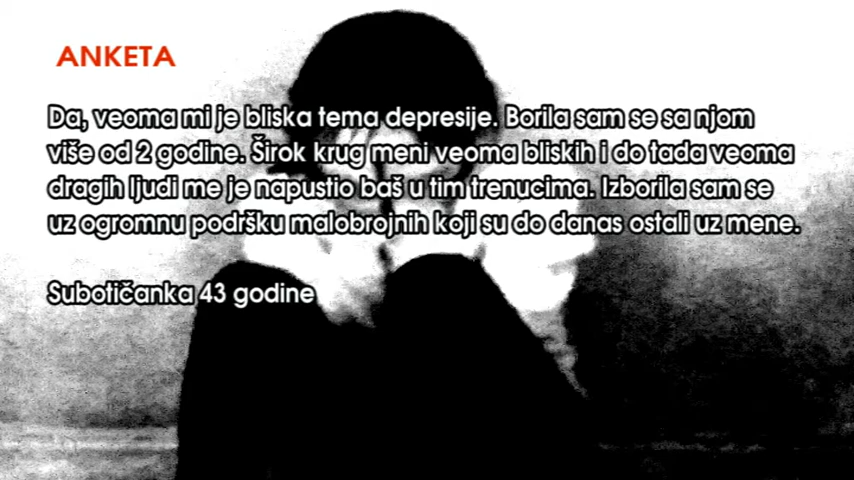 ANKETA
Da, veoma mi je bliska tema depresije. Borila sam se sa njom
više od 2 godine. Širok krug meni veoma bliskih i do tada veoma
dragih ljudi me je napustio baš u tim trenucima. Izborila sam se
uz ogromnu podršku malobrojnih koji su do danas ostali uz mene.
Subotičanka 43 godine